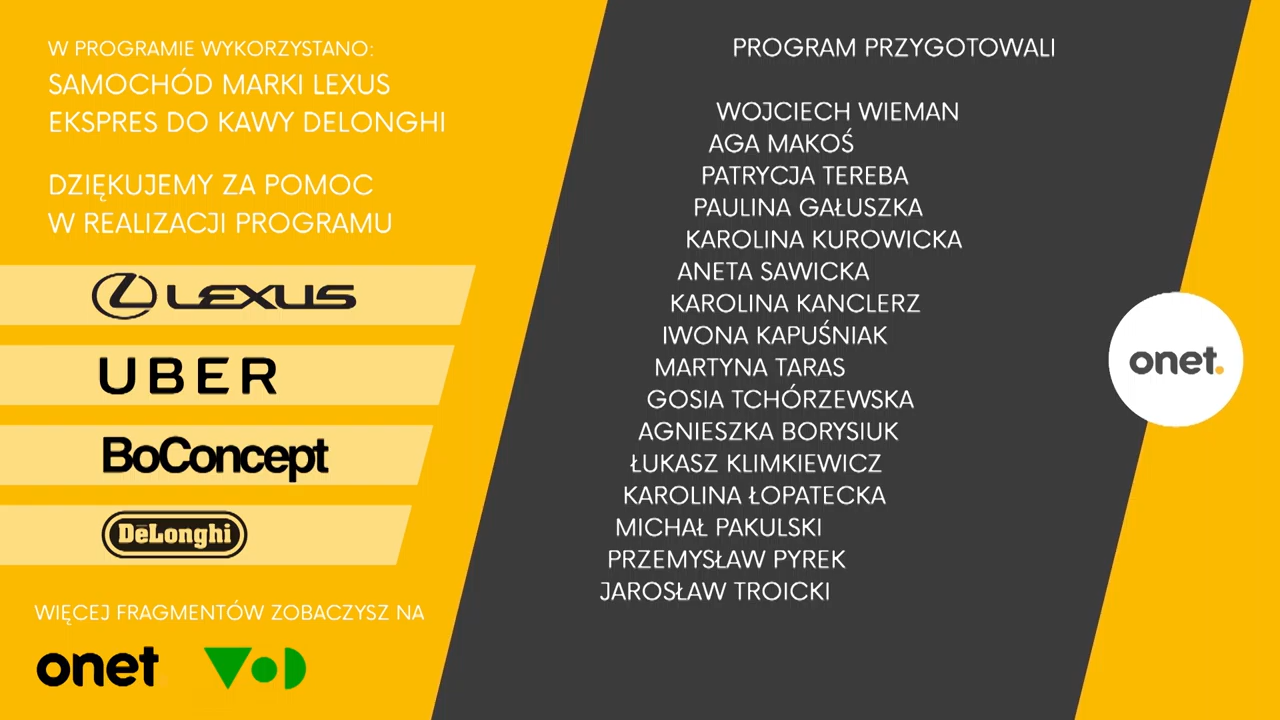 W PROGRAMIE WYKORZYSTANO:
SAMOCHÓD MARKI LEXUS
EKSPRES DO KAWY DELONGHI
DZIĘKUJEMY ZA POMOC
W REALIZACJI PROGRAMU
LEXUS
UBER
BoConcept
DeLonghi
WIĘCEJ FRAGMENTÓW ZOBACZYSZ NA
onet VOD
PROGRAM PRZYGOTOWALI
WOJCIECH WIEMAN
AGA MAKOŚ
PATRYCJA TEREBA
PAULINA GAŁUSZKA
KAROLINA KUROWICKA
ANETA SAWICKA
KAROLINA KANCLERZ
IWONA KAPUŚNIAK
MARTYNA TARAS
GOSIA TCHÓRZEWSKA
AGNIESZKA BORYSIUK
ŁUKASZ KLIMKIEWICZ
KAROLINA ŁOPATECKA
MICHAŁ PAKULSKI
PRZEMYSŁAW PYREK
JAROSŁAW TROICKI
onet.